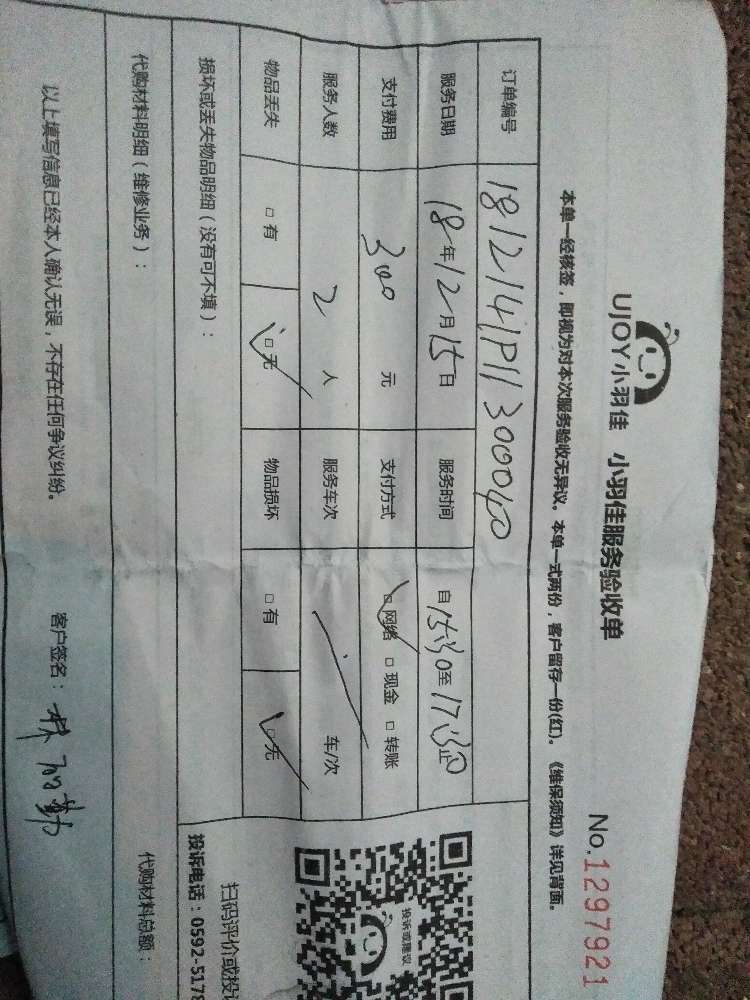 UJOY小羽佳 小羽佳服务验收单
No.1297921
本单一经核签，即视为对本次服务验收无异议。本单一式两份，客户留存一份(红)。《维保须知》详见背面。
订单编号 1812141P11300040
服务日期 18年12月15日 服务时间 自15:30至17:30
支付费用 300元 支付方式 □网络 □现金 □转账
服务人数 2人 服务车次 车/次
物品丢失 □有 □无 物品损坏 □有 □无
损坏或丢失物品明细（没有可不填）：
代购材料明细（维修业务）： 代购材料总额：
以上填写信息已经本人确认无误，不存在任何争议纠纷。 客户签名：
投诉或建议
扫码评价或投
投诉电话：0592-5178